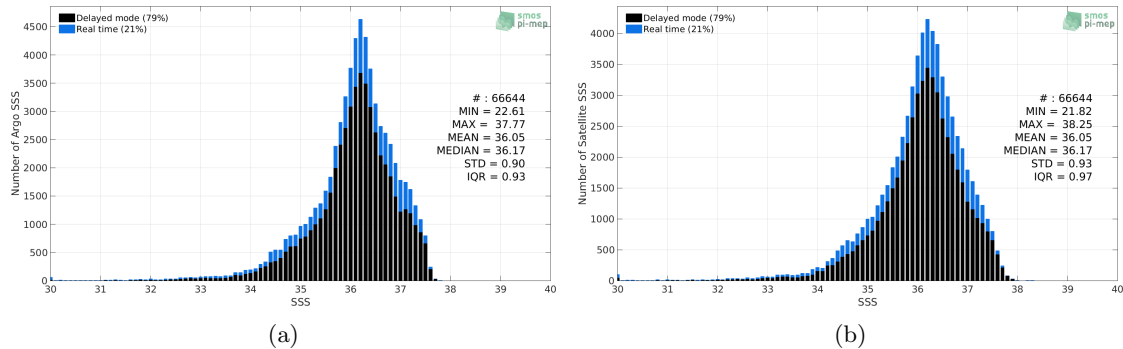 Delayed mode (79%)
Real time (21%)
smos
pi-mep
4500
4000
3500
3000
2500
2000
1500
1000
500
0
Number of Argo SSS
# : 66644
MIN = 22.61
MAX = 37.77
MEAN = 36.05
MEDIAN = 36.17
STD = 0.90
IQR = 0.93
30 31 32 33 34 35 36 37 38 39 40
SSS
(a)
Delayed mode (79%)
Real time (21%)
smos
pi-mep
4000
3500
3000
2500
2000
1500
1000
500
0
Number of Satellite SSS
# : 66644
MIN = 21.82
MAX = 38.25
MEAN = 36.05
MEDIAN = 36.17
STD = 0.93
IQR = 0.97
30 31 32 33 34 35 36 37 38 39 40
SSS
(b)